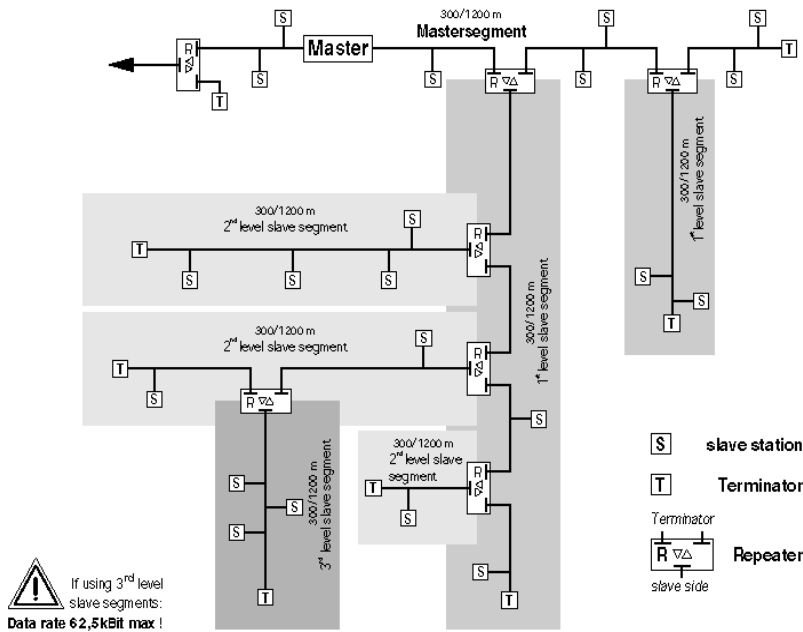 300/1200 m
Mastersegment
S
S
S
S
R
Master
T
S
S
S
S
T
R
R
300/1200 m
1st level slave segment
300/1200 m
2nd level slave segment
S
R
T
S
S
S
S
S
T
300/1200 m
1st level slave segment
300/1200 m
2nd level slave segment
S
R
T
S
R
S
300/1200 m
2nd level slave
segment
R
T
S
S
S
S
300/1200 m
3rd level slave segment
S
T
T
S
slave station
T
Terminator
Terminator
R
Repeater
slave side
If using 3rd level
slave segments:
Data rate 62,5kBit max !